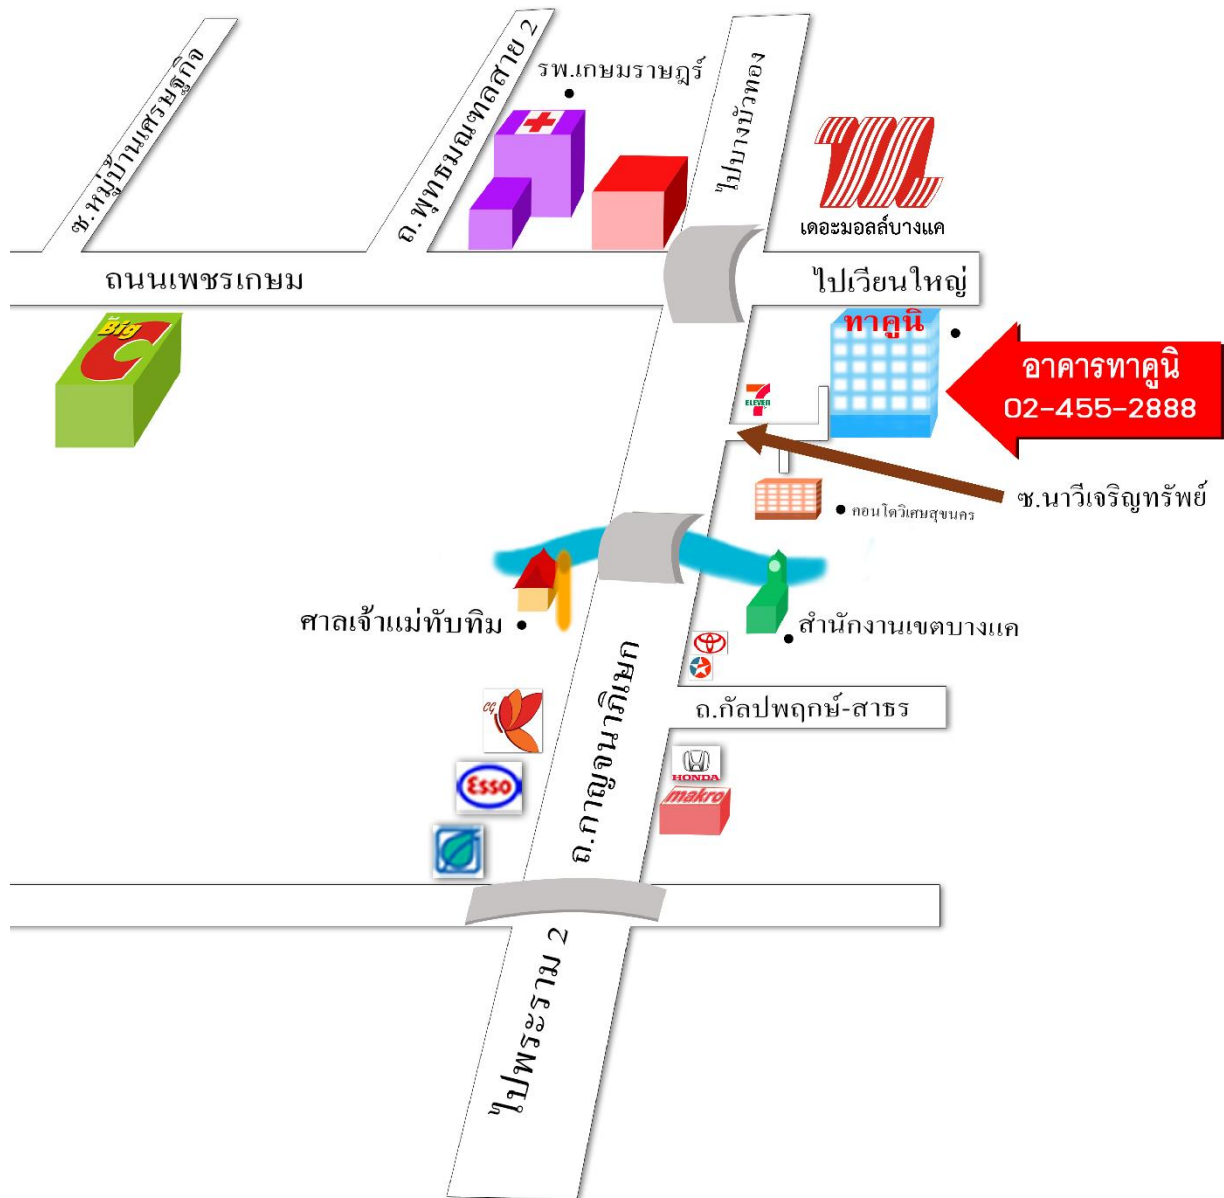 ซ.หมู่บ้านเศรษฐกิจ
ถ.พุทธมณฑลสาย 2
รพ.เกษมราษฎร์
ไปบางบัวทอง
เดอะมอลล์บางแค
ถนนเพชรเกษม
ไปเวียนใหญ่
Big C
ทาคูนิ
อาคารทาคูนิ
02-455-2888
7
ELEVEN
ซ.นาวีเจริญทรัพย์
คอนโดวิเศษสุขนคร
ศาลเจ้าแม่ทับทิม
สำนักงานเขตบางแค
ถ.กาญจนาภิเษก
ถ.กัลปพฤกษ์-สาธร
CG
HONDA
Esso
makro
ไปพระราม 2